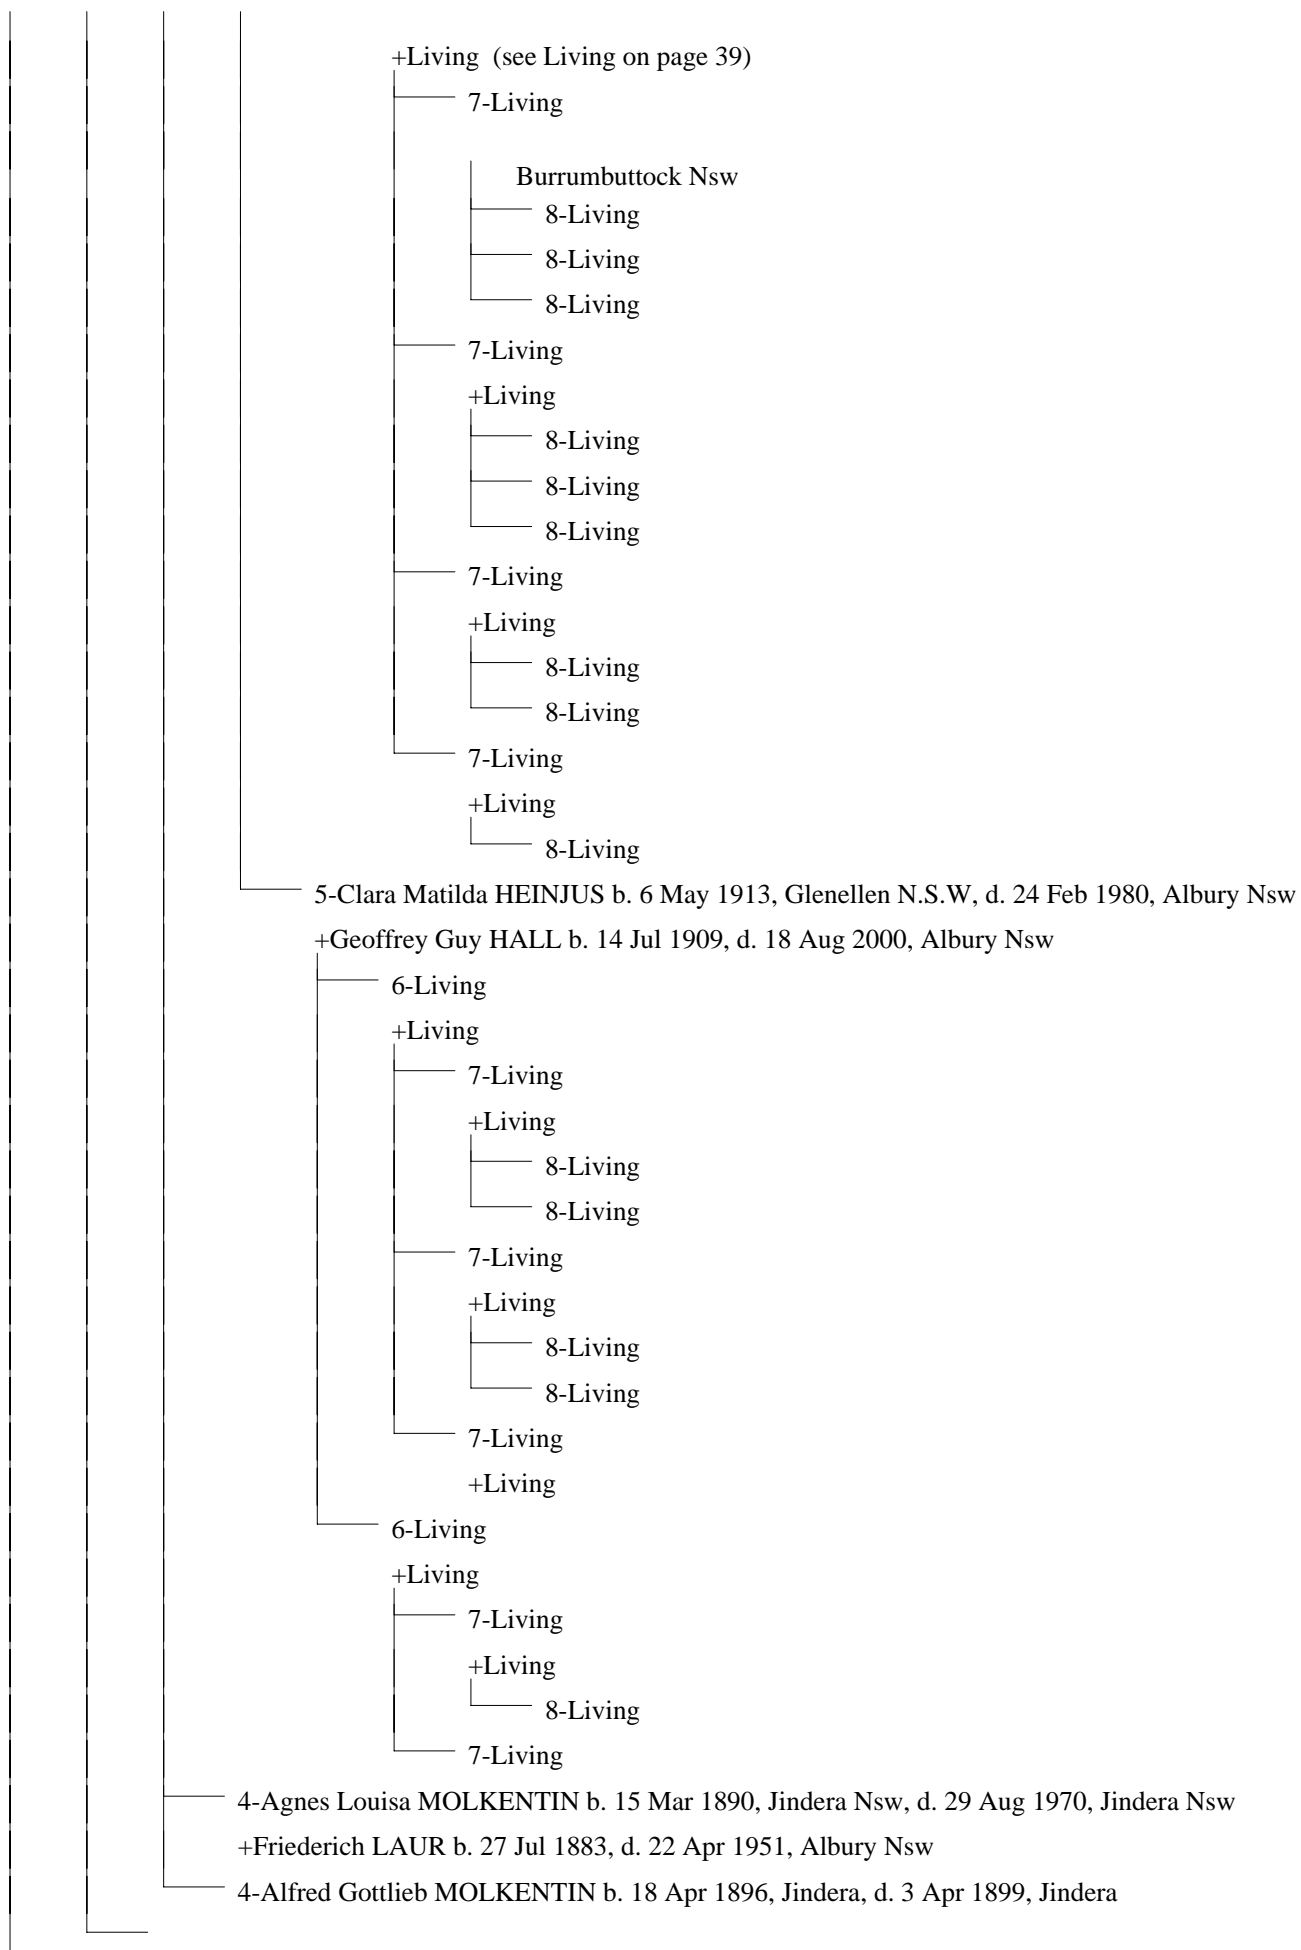 +Living (see Living on page 39)
7-Living
Burrumbuttock Nsw
8-Living
8-Living
8-Living
7-Living
+Living
8-Living
8-Living
8-Living
7-Living
+Living
8-Living
8-Living
7-Living
+Living
8-Living
5-Clara Matilda HEINJUS b. 6 May 1913, Glenellen N.S.W, d. 24 Feb 1980, Albury Nsw
+Geoffrey Guy HALL b. 14 Jul 1909, d. 18 Aug 2000, Albury Nsw
6-Living
+Living
7-Living
+Living
8-Living
8-Living
7-Living
+Living
8-Living
8-Living
7-Living
+Living
6-Living
+Living
7-Living
+Living
8-Living
7-Living
4-Agnes Louisa MOLKENTIN b. 15 Mar 1890, Jindera Nsw, d. 29 Aug 1970, Jindera Nsw
+Friederich LAUR b. 27 Jul 1883, d. 22 Apr 1951, Albury Nsw
4-Alfred Gottlieb MOLKENTIN b. 18 Apr 1896, Jindera, d. 3 Apr 1899, Jindera